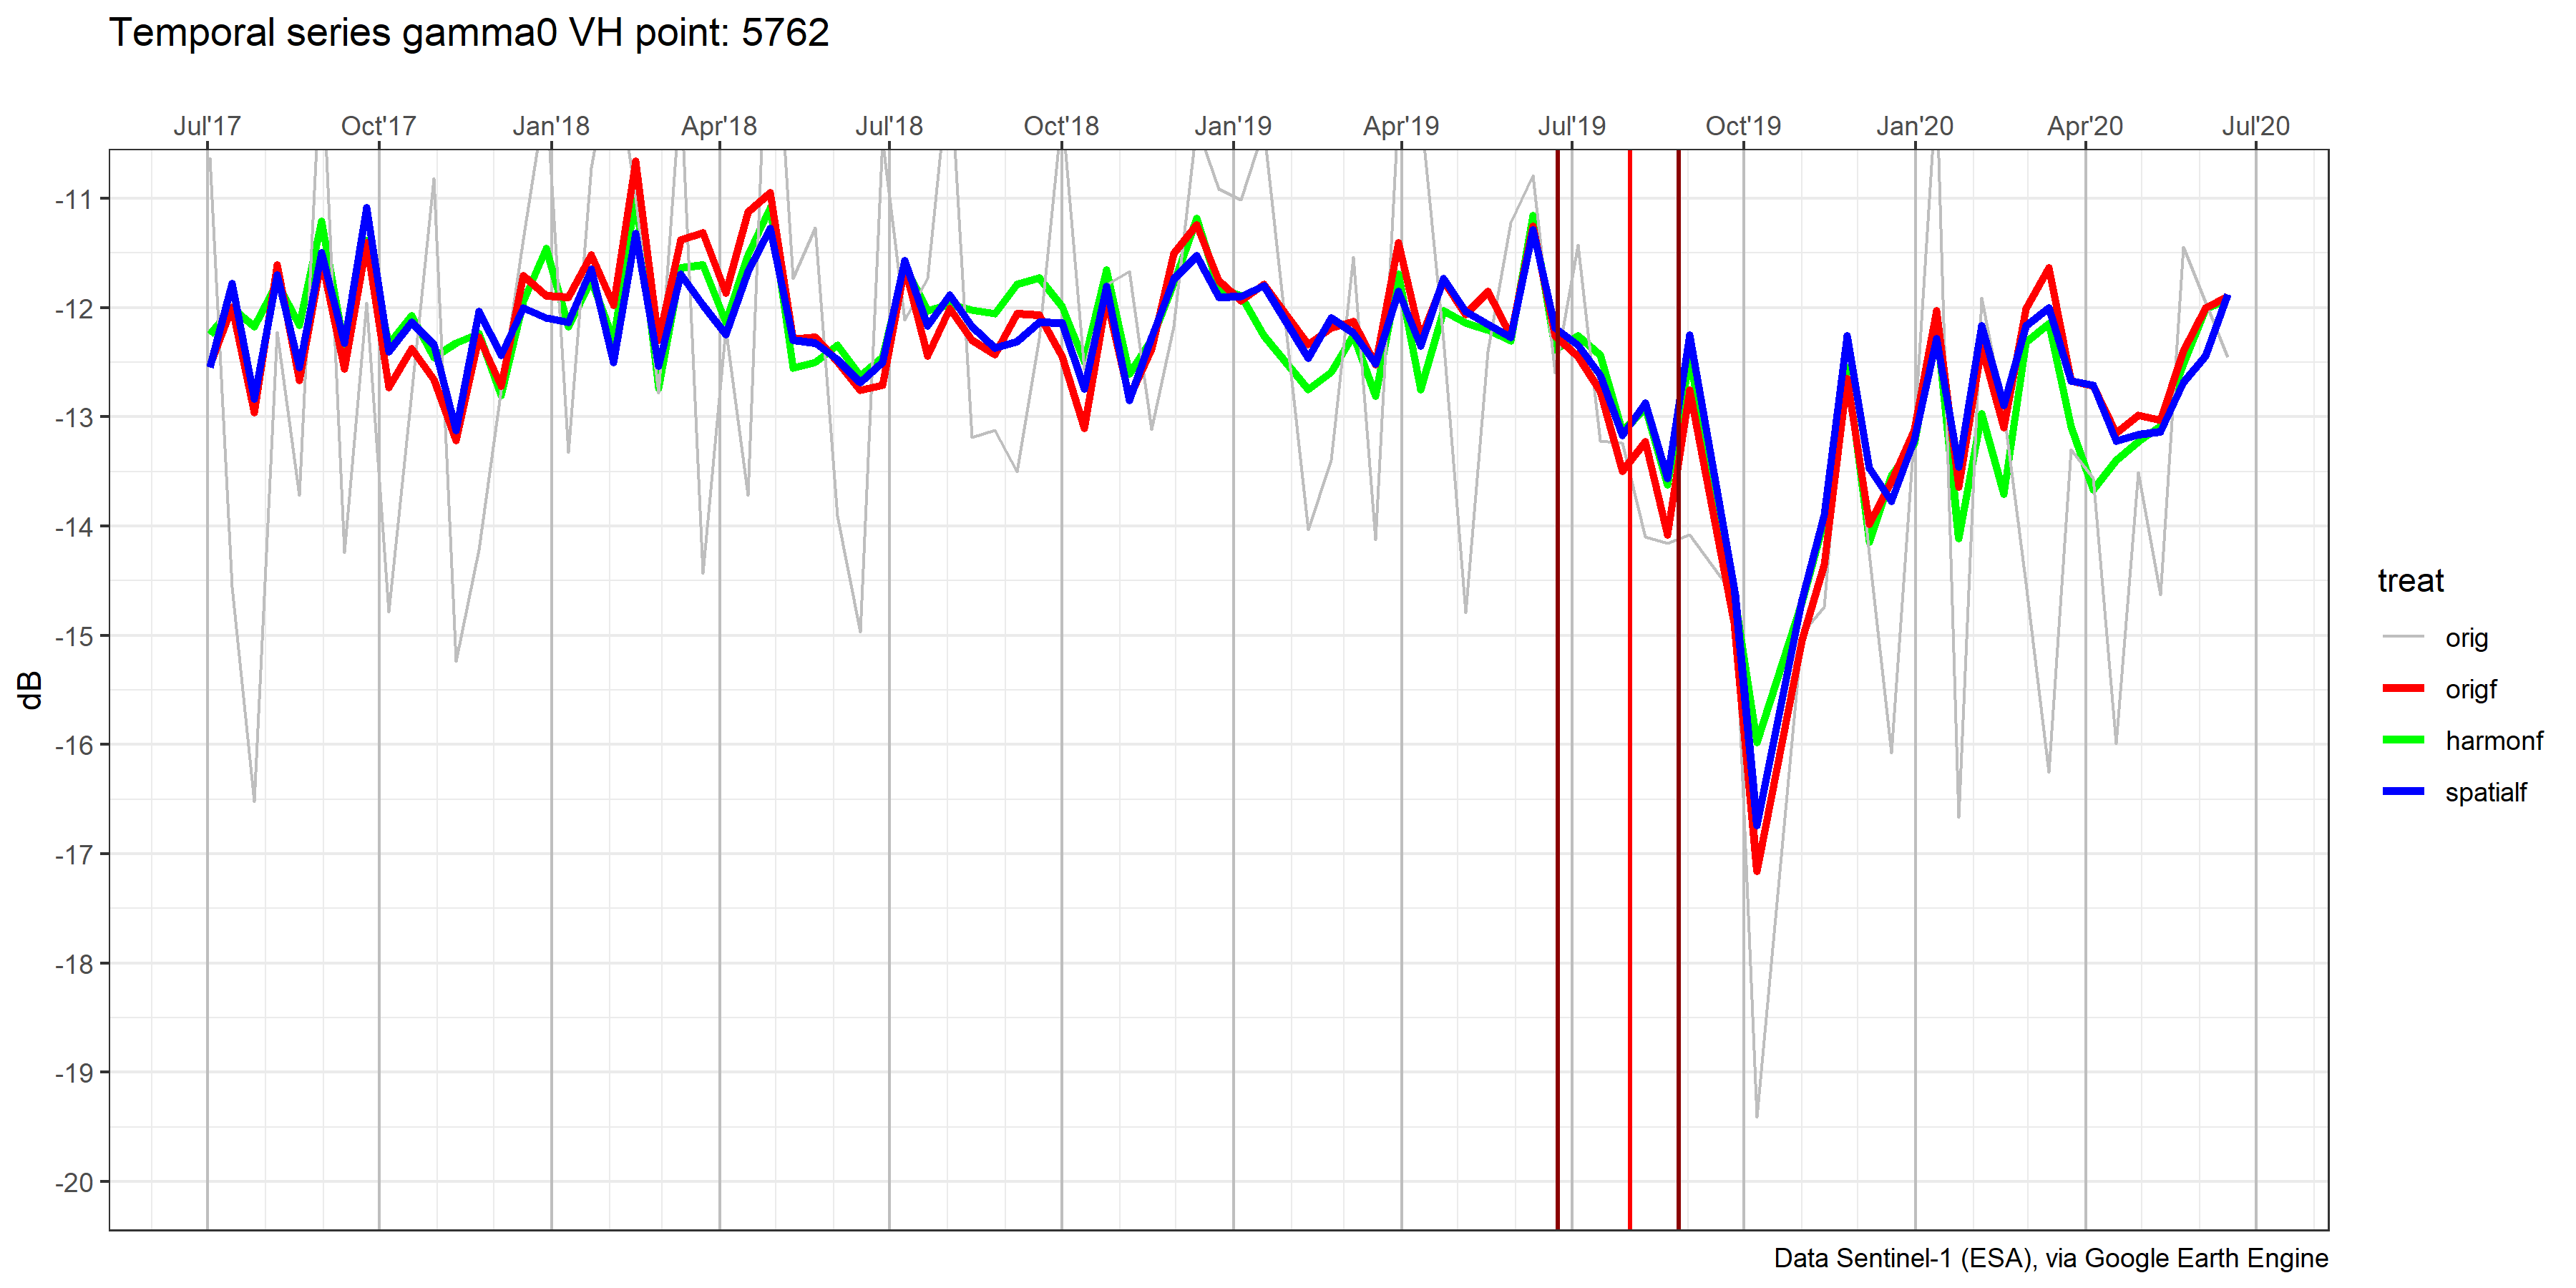 Temporal series gamma0 VH point: 5762
Jul'17 Oct'17 Jan'18 Apr'18 Jul'18 Oct'18 Jan'19 Apr'19 Jul'19 Oct'19 Jan'20 Apr'20 Jul'20
-11
-12
-13
-14
-15
-16
-17
-18
-19
-20
dB
treat
orig
origf
harmonf
spatialf
Data Sentinel-1 (ESA), via Google Earth Engine